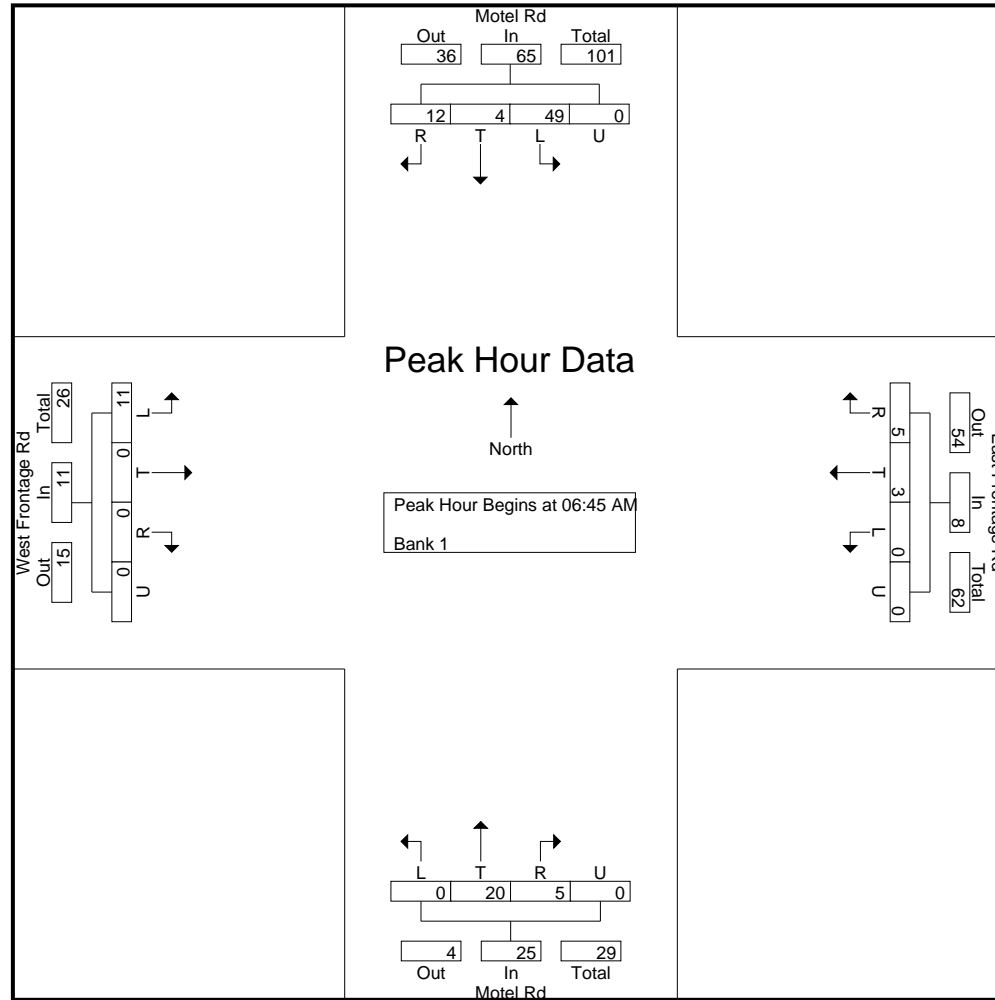 Motel Rd
Out In Total
36 65 101
12 4 49 0
R T L U
Peak Hour Data
North
Peak Hour Begins at 06:45 AM
Bank 1
West Frontage Rd
Out In Total
15 11 26
11 0 0 0
L T R U
East Frontage Rd
Out In Total
54 8 62
5 3 0 0
R T L U
L T R U
0 20 5 0
4 25 29
Out In Total
Motel Rd